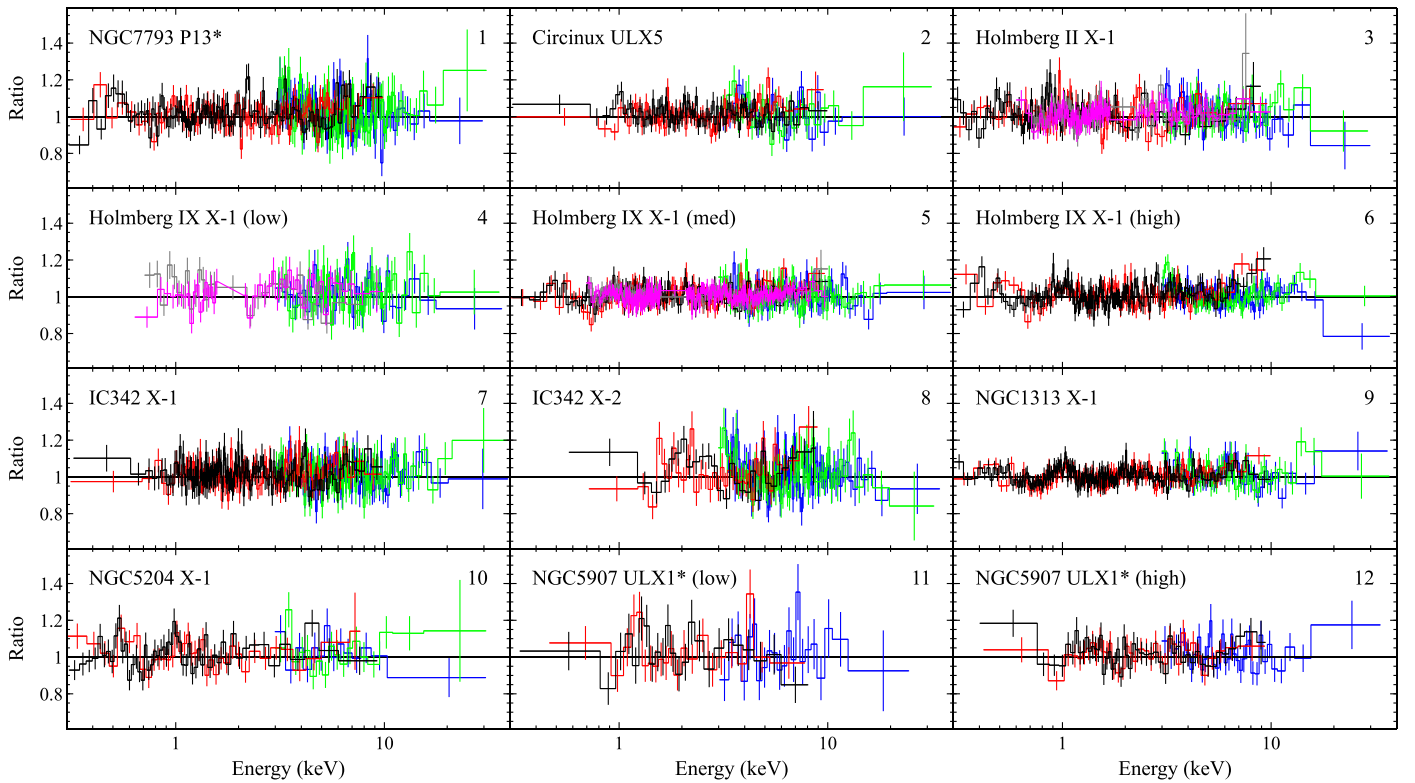 NGC7793 P13* 1
Circinux ULX5 2
Holmberg II X-1 3
Ratio
1.4
1.2
1
0.8
Holmberg IX X-1 (low) 4
Holmberg IX X-1 (med) 5
Holmberg IX X-1 (high) 6
Ratio
1.4
1.2
1
0.8
IC342 X-1 7
IC342 X-2 8
NGC1313 X-1 9
Ratio
1.4
1.2
1
0.8
NGC5204 X-1 10
NGC5907 ULX1* (low) 11
NGC5907 ULX1* (high) 12
Ratio
1.4
1.2
1
0.8
1 10 1 10 1 10
Energy (keV) Energy (keV) Energy (keV)